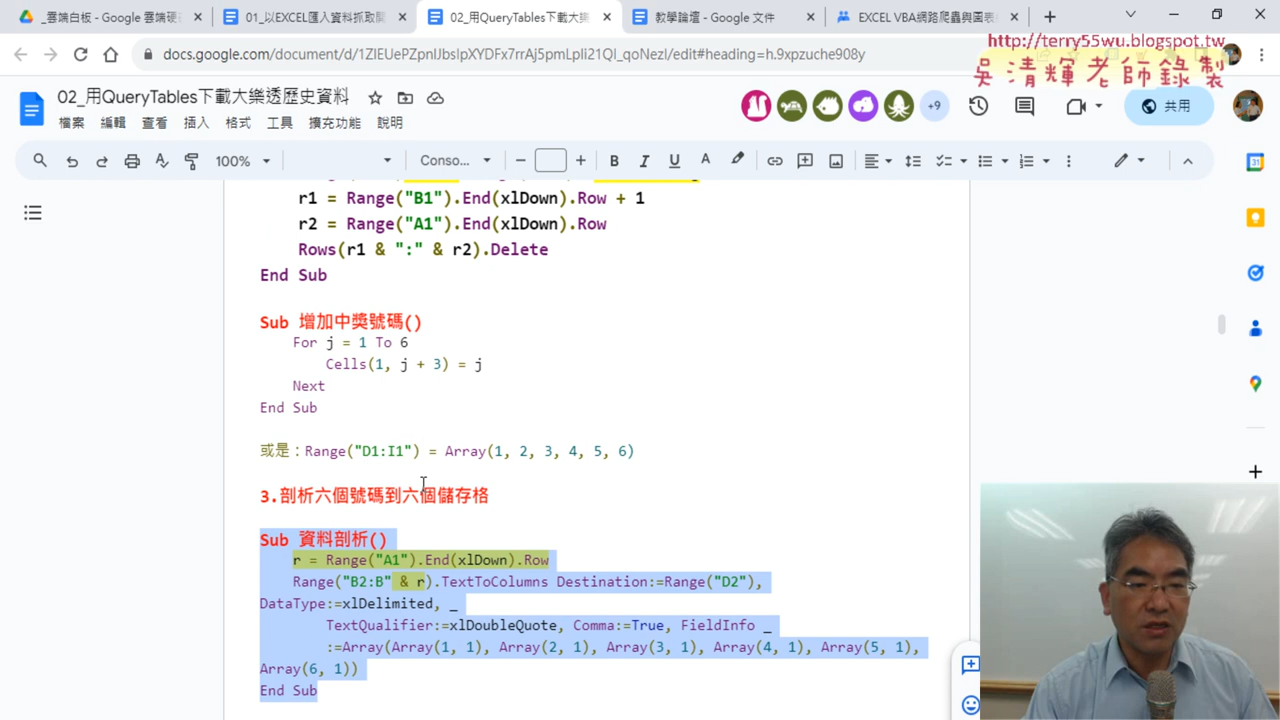 _雲端白板 - Google 雲端硬
01_以EXCEL匯入資料抓取開
02_用QueryTables下載大樂
教學論壇 - Google 文件
EXCEL VBA網路爬蟲與圖表
docs.google.com/document/d/1ZlEUePZpnlJbsIpXYDFx7rrAj5pmLpIi21Ql_qoNezI/edit#heading=h.9xpzuche908y
http://terry55wu.blogspot.tw
吳清輝老師錄製
02_用QueryTables下載大樂透歷史資料
+9
共用
檔案 編輯 查看 插入 格式 工具 擴充功能 說明
100%
Conso...
B I U A
r1 = Range("B1").End(xlDown).Row + 1
r2 = Range("A1").End(xlDown).Row
Rows(r1 & ":" & r2).Delete
End Sub
Sub 增加中獎號碼()
For j = 1 To 6
Cells(1, j + 3) = j
Next
End Sub
或是：Range("D1:I1") = Array(1, 2, 3, 4, 5, 6)
3.剖析六個號碼到六個儲存格
Sub 資料剖析()
r = Range("A1").End(xlDown).Row
Range("B2:B" & r).TextToColumns Destination:=Range("D2"),
DataType:=xlDelimited, _
TextQualifier:=xlDoubleQuote, Comma:=True, FieldInfo _
:=Array(Array(1, 1), Array(2, 1), Array(3, 1), Array(4, 1), Array(5, 1),
Array(6, 1))
End Sub